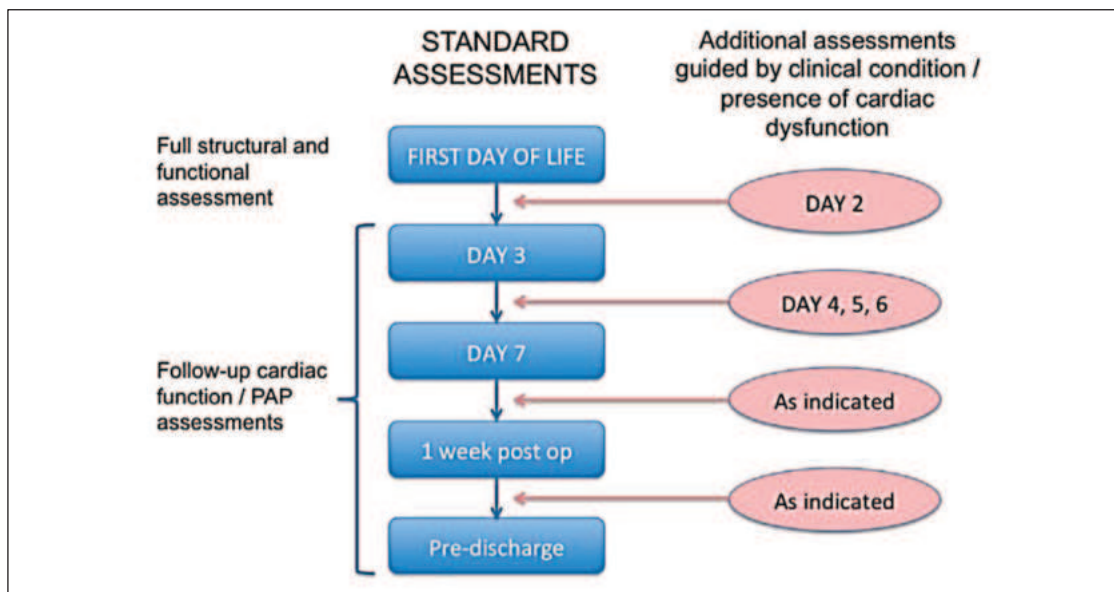 STANDARD
ASSESSMENTS
Additional assessments
guided by clinical condition /
presence of cardiac
dysfunction
Full structural and
functional
assessment
FIRST DAY OF LIFE
DAY 2
DAY 3
DAY 4, 5, 6
DAY 7
Follow-up cardiac
function / PAP
assessments
As indicated
1 week post op
As indicated
Pre-discharge